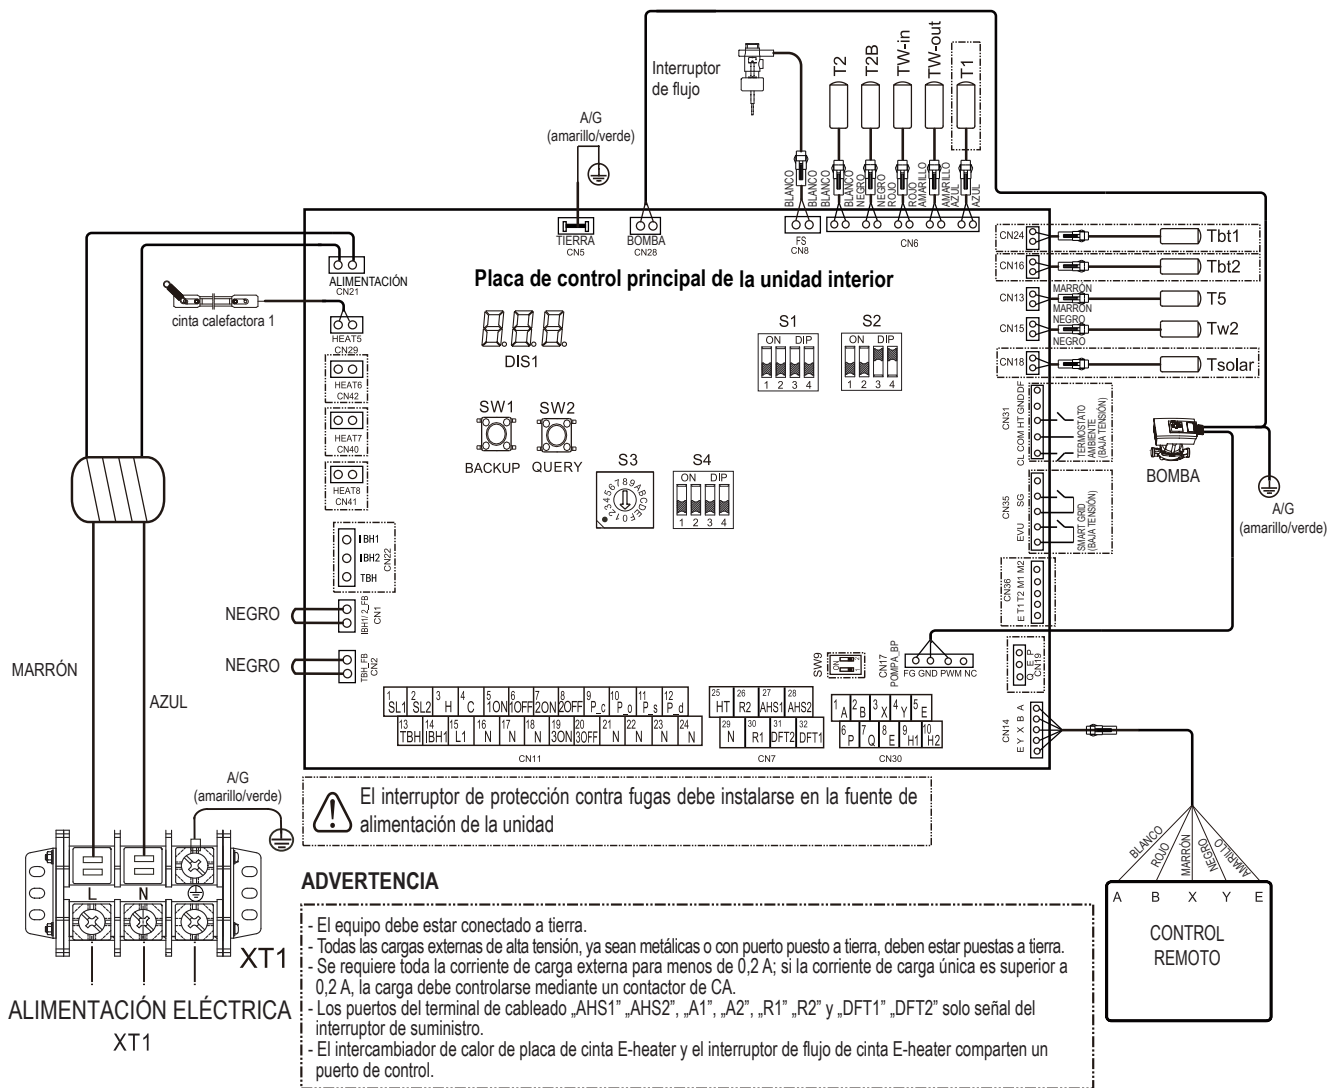 Interruptor
de flujo
T2
T2B
TW-in
TW-out
T1
A/G
(amarillo/verde)
BLANCO
BLANCO
BLANCO
BLANCO
NEGRO
NEGRO
ROJO
ROJO
AMARILLO
AMARILLO
AZUL
AZUL
TIERRA
CN5
BOMBA
CN28
FS
CN8
CN6
ALIMENTACIÓN
CN21
Placa de control principal de la unidad interior
cinta calefactora 1
HEAT5
CN29
HEAT6
CN42
HEAT7
CN40
HEAT8
CN41
DIS1
S1
ON DIP
1 2 3 4
S2
ON DIP
1 2 3 4
SW1
BACKUP
SW2
QUERY
S3
0123456789ABCDEF
S4
ON DIP
1 2 3 4
CN24
Tbt1
CN16
Tbt2
CN13
MARRÓN
MARRÓN
T5
CN15
NEGRO
NEGRO
Tw2
CN18
Tsolar
CN31
CL COM HT GND DF
TERMOSTATO
AMBIENTE
(BAJA TENSIÓN)
CN35
EVU SG
SMART GRID
(BAJA TENSIÓN)
CN36
E T1 T2 M1 M2
BOMBA
A/G
(amarillo/verde)
IBH1
IBH2
TBH
CN22
NEGRO
IBH1/ 2_FB
CN1
NEGRO
TBH_FB
CN2
MARRÓN
AZUL
SW9
ON
CN17
POMPA_BP
FG GND PWM NC
Q E P
CN19
CN14
E Y X B A
1 SL1 2 SL2 3 H 4 C 5 1ON 6 1OFF 7 2ON 8 2OFF 9 P_c 10 P_o 11 P_s 12 P_d
13 TBH 14 IBH1 15 L1 16 N 17 N 18 N 19 3ON 20 3OFF 21 N 22 N 23 N 24 N
CN11
25 HT 26 R2 27 AHS1 28 AHS2
29 N 30 R1 31 DFT2 32 DFT1
CN7
1 A 2 B 3 X 4 Y 5 E
6 P 7 Q 8 E 9 H1 10 H2
CN30
A/G
(amarillo/verde)
El interruptor de protección contra fugas debe instalarse en la fuente de
alimentación de la unidad
L N
XT1
ALIMENTACIÓN ELÉCTRICA
XT1
ADVERTENCIA
- El equipo debe estar conectado a tierra.
- Todas las cargas externas de alta tensión, ya sean metálicas o con puerto puesto a tierra, deben estar puestas a tierra.
- Se requiere toda la corriente de carga externa para menos de 0,2 A; si la corriente de carga única es superior a
0,2 A, la carga debe controlarse mediante un contactor de CA.
- Los puertos del terminal de cableado „AHS1” „AHS2”, „A1”, „A2”, „R1” „R2” y „DFT1” „DFT2” solo señal del
interruptor de suministro.
- El intercambiador de calor de placa de cinta E-heater y el interruptor de flujo de cinta E-heater comparten un
puerto de control.
BLANCO
ROJO
MARRÓN
NEGRO
AMARILLO
A B X Y E
CONTROL
REMOTO